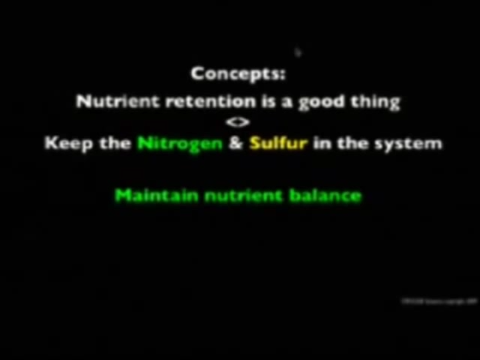 Concepts:
Nutrient retention is a good thing
<>
Keep the Nitrogen & Sulfur in the system
Maintain nutrient balance